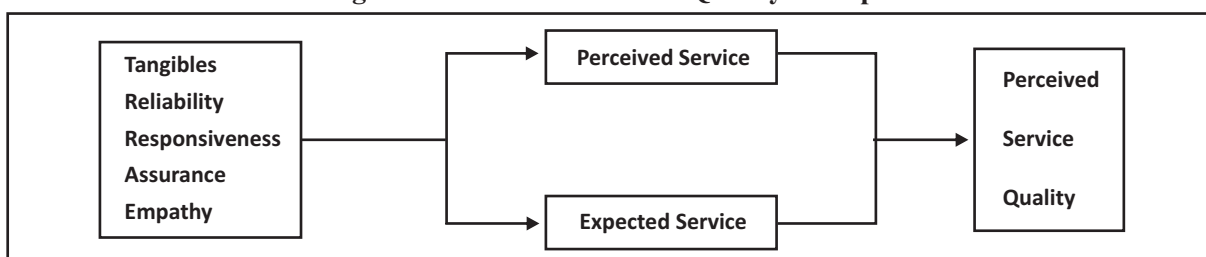 Tangibles
Reliability
Responsiveness
Assurance
Empathy
Perceived Service
Expected Service
Perceived
Service
Quality